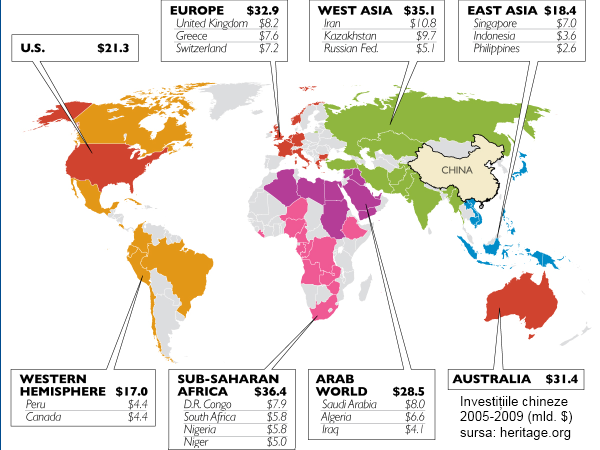 EUROPE $32.9
United Kingdom $8.2
Greece $7.6
Switzerland $7.2
WEST ASIA $35.1
Iran $10.8
Kazakhstan $9.7
Russian Fed. $5.1
EAST ASIA $18.4
Singapore $7.0
Indonesia $3.6
Philippines $2.6
U.S. $21.3
CHINA
WESTERN
HEMISPHERE $17.0
Peru $4.4
Canada $4.4
SUB-SAHARAN
AFRICA $36.4
D.R. Congo $7.9
South Africa $5.8
Nigeria $5.8
Niger $5.0
ARAB
WORLD $28.5
Saudi Arabia $8.0
Algeria $6.6
Iraq $4.1
AUSTRALIA $31.4
Investițiile chineze
2005-2009 (mld. $)
sursa: heritage.org